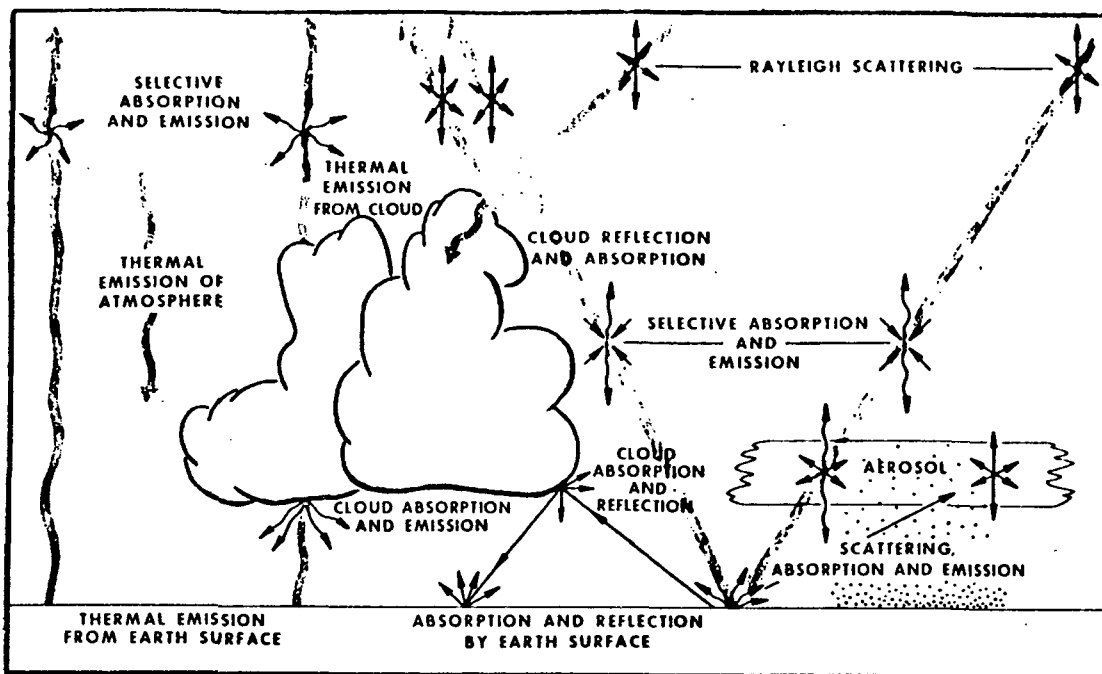 SELECTIVE
ABSORPTION
AND EMISSION
RAYLEIGH SCATTERING
THERMAL
EMISSION
FROM CLOUD
THERMAL
EMISSION OF
ATMOSPHERE
CLOUD REFLECTION
AND ABSORPTION
SELECTIVE ABSORPTION
AND
EMISSION
CLOUD
ABSORPTION
AND
REFLECTION
AEROSOL
CLOUD ABSORPTION
AND EMISSION
SCATTERING,
ABSORPTION AND EMISSION
THERMAL EMISSION
FROM EARTH SURFACE
ABSORPTION AND REFLECTION
BY EARTH SURFACE